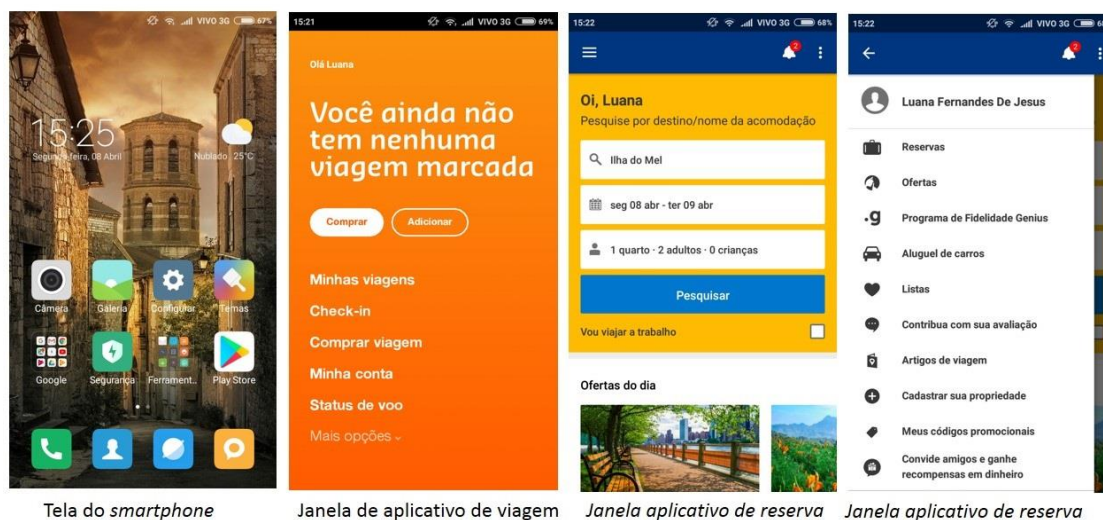 VIVO 3G 67%
15:25
Segunda-feira, 08 Abril
Nublado 25°C
Câmera
Galeria
Configurar
Temas
Google
Segurança
Ferrament..
Play Store
Tela do smartphone
15:21
VIVO 3G 69%
Olá Luana
Você ainda não
tem nenhuma
viagem marcada
Comprar
Adicionar
Minhas viagens
Check-in
Comprar viagem
Minha conta
Status de voo
Mais opções
Janela de aplicativo de viagem
15:22
VIVO 3G 68%
2
Oi, Luana
Pesquise por destino/nome da acomodação
Ilha do Mel
seg 08 abr - ter 09 abr
1 quarto · 2 adultos · 0 crianças
Pesquisar
Vou viajar a trabalho
Ofertas do dia
Janela aplicativo de reserva
15:22
VIVO 3G
2
Luana Fernandes De Jesus
Reservas
Ofertas
.g Programa de Fidelidade Genius
Aluguel de carros
Listas
Contribua com sua avaliação
Artigos de viagem
Cadastrar sua propriedade
Meus códigos promocionais
Convide amigos e ganhe
recompensas em dinheiro
Janela aplicativo de reserva